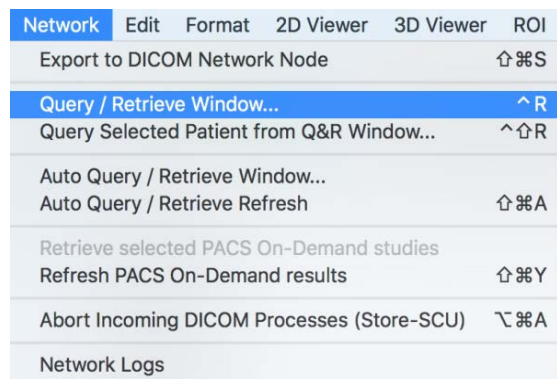 Network Edit Format 2D Viewer 3D Viewer ROI
Export to DICOM Network Node ⇧⌘S
Query / Retrieve Window... ^R
Query Selected Patient from Q&R Window... ^⇧R
Auto Query / Retrieve Window...
Auto Query / Retrieve Refresh ⇧⌘A
Retrieve selected PACS On-Demand studies
Refresh PACS On-Demand results ⇧⌘Y
Abort Incoming DICOM Processes (Store-SCU) ⌥⌘A
Network Logs